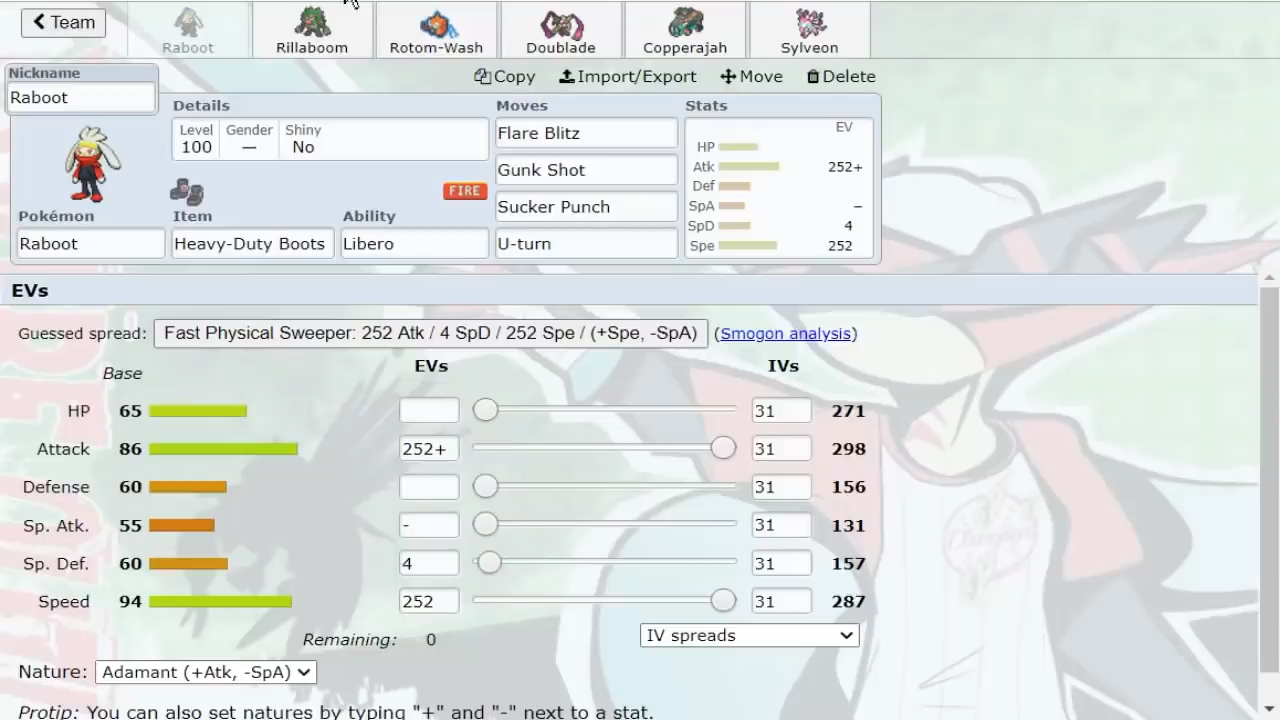 Team
Raboot
Rillaboom
Rotom-Wash
Doublade
Copperajah
Sylveon
Copy
Import/Export
Move
Delete
Nickname
Raboot
Details
Level
100
Gender
—
Shiny
No
FIRE
Pokémon
Raboot
Item
Heavy-Duty Boots
Ability
Libero
Moves
Flare Blitz
Gunk Shot
Sucker Punch
U-turn
Stats
EV
HP
Atk 252+
Def
SpA –
SpD 4
Spe 252
EVs
Guessed spread: Fast Physical Sweeper: 252 Atk / 4 SpD / 252 Spe / (+Spe, -SpA) (Smogon analysis)
Base EVs IVs
HP 65 31 271
Attack 86 252+ 31 298
Defense 60 31 156
Sp. Atk. 55 - 31 131
Sp. Def. 60 4 31 157
Speed 94 252 31 287
Remaining: 0
IV spreads
Nature: Adamant (+Atk, -SpA)
Protip: You can also set natures by typing "+" and "-" next to a stat.